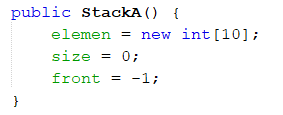 public StackA() {
elemen = new int[10];
size = 0;
front = -1;
}